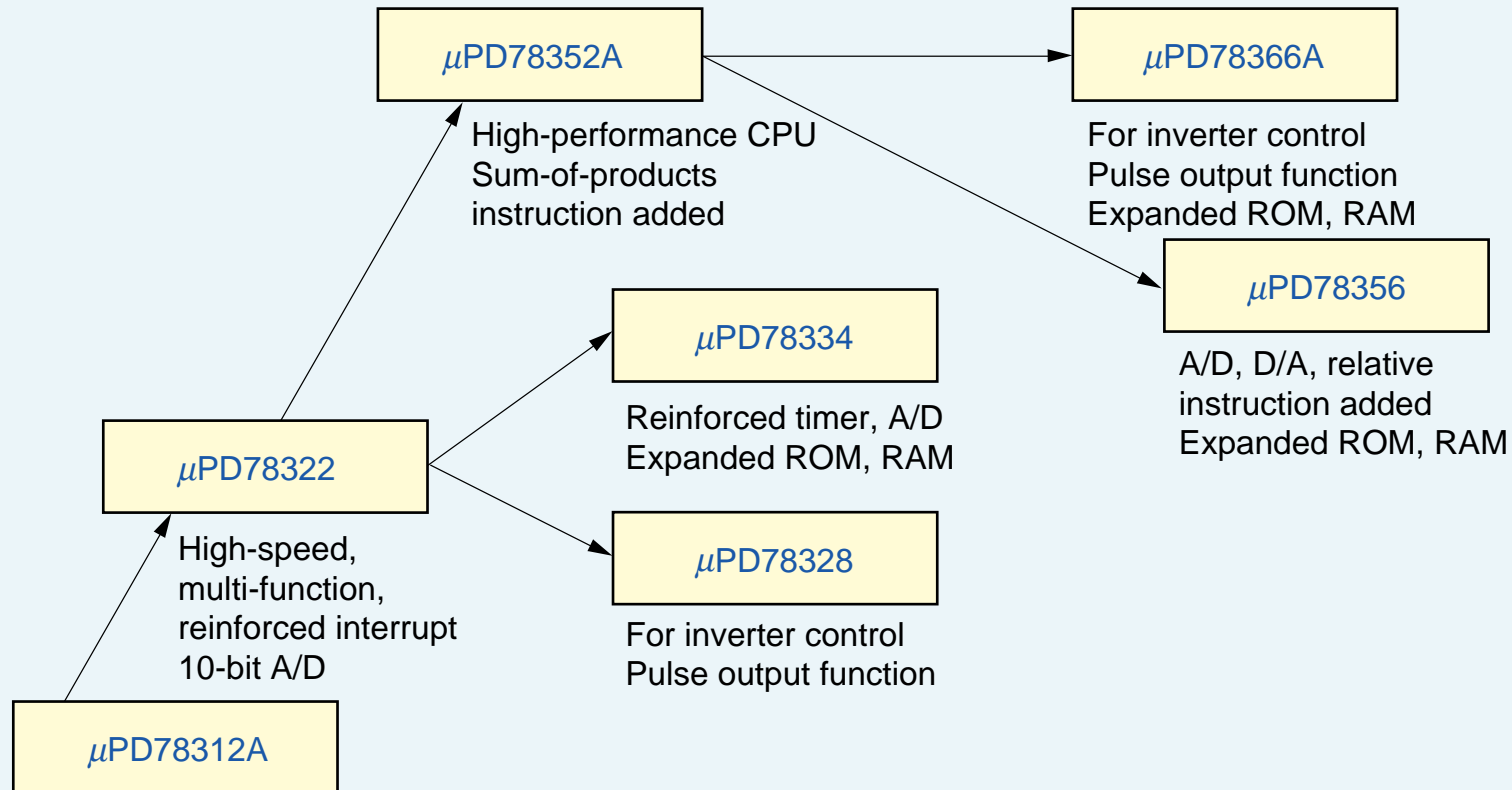 μPD78352A
High-performance CPU
Sum-of-products
instruction added
μPD78366A
For inverter control
Pulse output function
Expanded ROM, RAM
μPD78356
A/D, D/A, relative
instruction added
Expanded ROM, RAM
μPD78334
Reinforced timer, A/D
Expanded ROM, RAM
μPD78322
High-speed,
multi-function,
reinforced interrupt
10-bit A/D
μPD78328
For inverter control
Pulse output function
μPD78312A